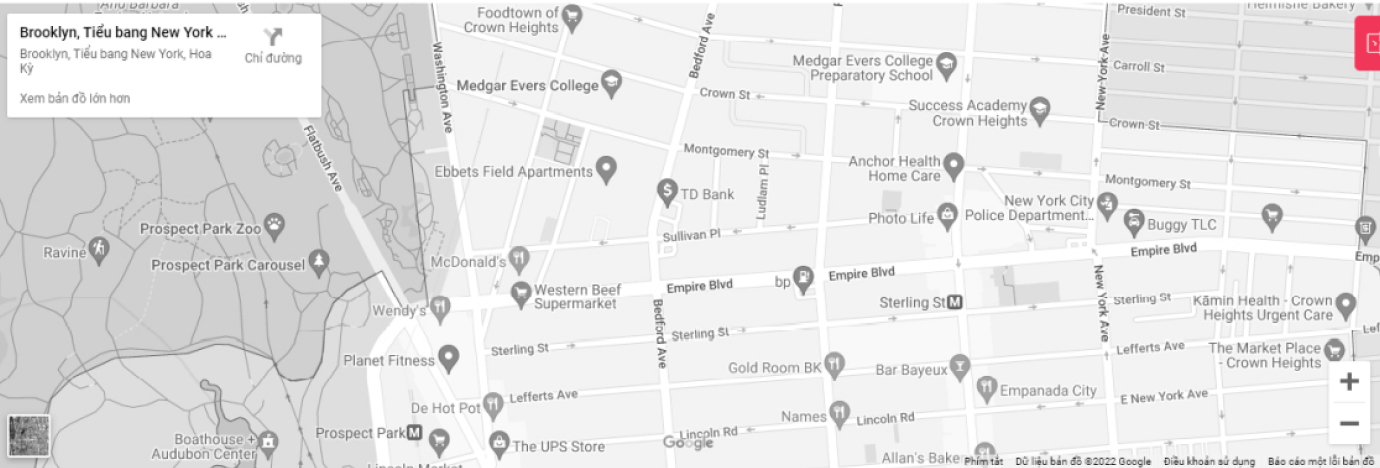 Brooklyn, Tiểu bang New York ...
Brooklyn, Tiểu bang New York, Hoa
Kỳ
Chỉ đường
Xem bản đồ lớn hơn
Foodtown of
Crown Heights
Bedford Ave
President St
Heimishe Bakery
Washington Ave
Medgar Evers College
Medgar Evers College
Preparatory School
Carroll St
New York Ave
Crown St
Success Academy
Crown Heights
Crown St
Flatbush Ave
Montgomery St
Ebbets Field Apartments
Anchor Health
Home Care
TD Bank
Ludlam Pl
Montgomery St
New York City
Police Department...
Photo Life
Buggy TLC
Prospect Park Zoo
Sullivan Pl
Ravine
Prospect Park Carousel
McDonald's
Empire Blvd
Empire Blvd
Empire Blvd
bp
Western Beef
Supermarket
Wendy's
Bedford Ave
Sterling St
M
New York Ave
Sterling St
Kāmin Health - Crown
Heights Urgent Care
Sterling St
Sterling St
Planet Fitness
Lefferts Ave
The Market Place
- Crown Heights
Gold Room BK
Bar Bayeux
Empanada City
Lefferts Ave
E New York Ave
De Hot Pot
Names
Lincoln Rd
Prospect Park
M
Lincoln Rd
Boathouse +
Audubon Center
The UPS Store
Google
Lincoln Market
Allan's Bake
Phím tắt
Dữ liệu bản đồ ©2022 Google
Điều khoản sử dụng
Báo cáo một lỗi bản đồ